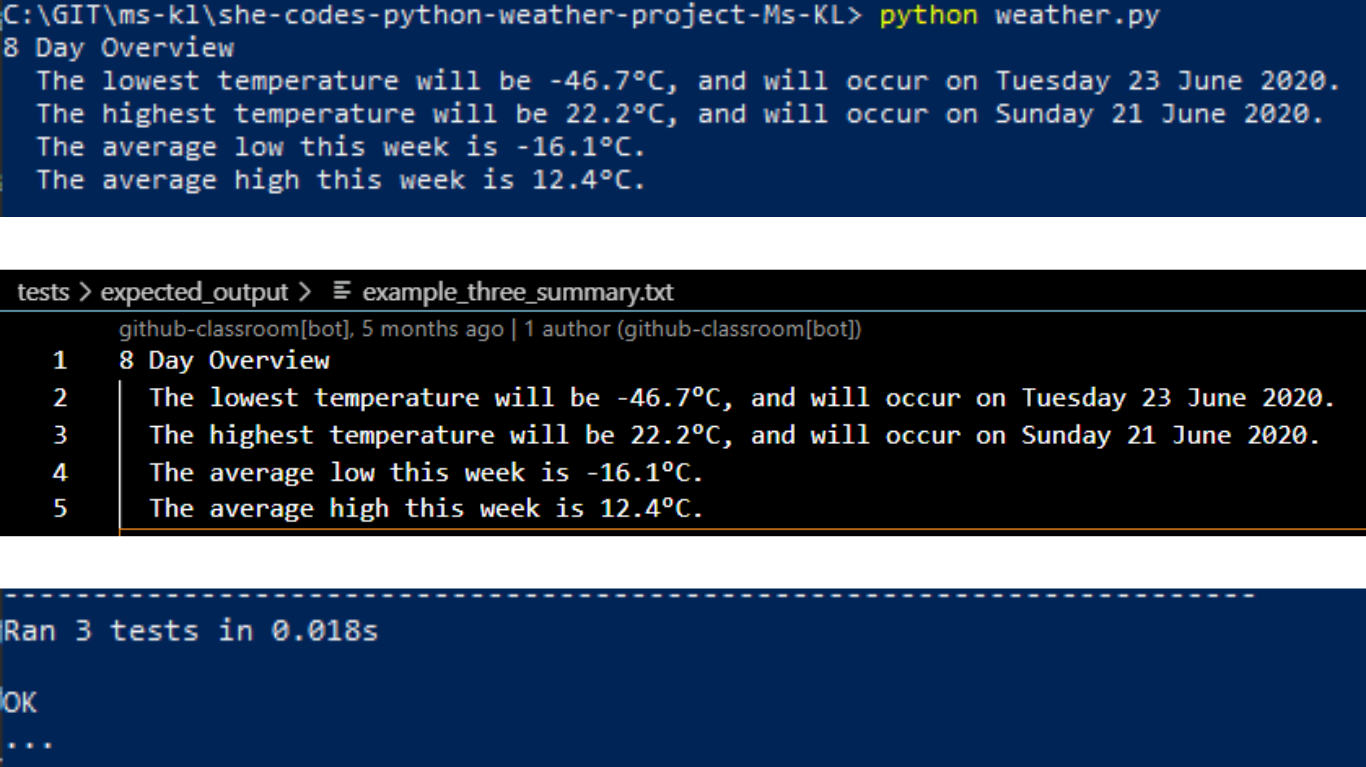 C:\GIT\ms-kl\she-codes-python-weather-project-Ms-KL> python weather.py
8 Day Overview
  The lowest temperature will be -46.7°C, and will occur on Tuesday 23 June 2020.
  The highest temperature will be 22.2°C, and will occur on Sunday 21 June 2020.
  The average low this week is -16.1°C.
  The average high this week is 12.4°C.
tests > expected_output > example_three_summary.txt
github-classroom[bot], 5 months ago | 1 author (github-classroom[bot])
1 8 Day Overview
2   The lowest temperature will be -46.7°C, and will occur on Tuesday 23 June 2020.
3   The highest temperature will be 22.2°C, and will occur on Sunday 21 June 2020.
4   The average low this week is -16.1°C.
5   The average high this week is 12.4°C.
----------------------------------------------------------------------
Ran 3 tests in 0.018s
OK
...